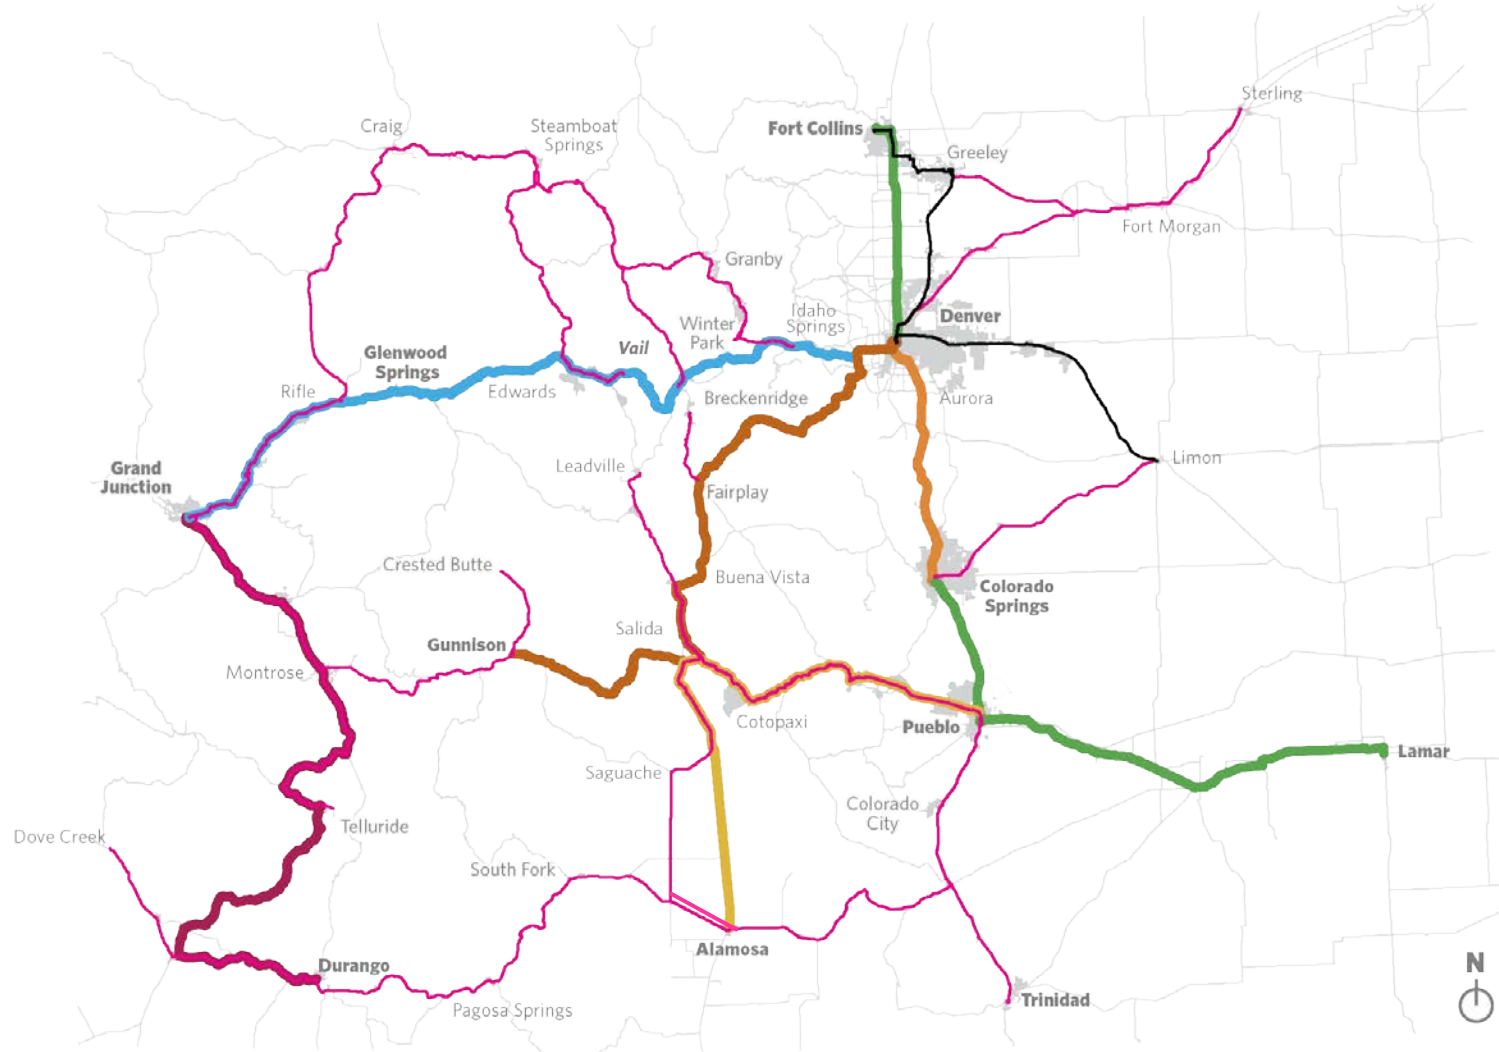 Sterling
Craig
Steamboat
Springs
Fort Collins
Greeley
Fort Morgan
Granby
Idaho
Springs
Denver
Winter
Park
Vail
Glenwood
Springs
Rifle
Edwards
Breckenridge
Aurora
Limon
Grand
Junction
Leadville
Fairplay
Crested Butte
Buena Vista
Colorado
Springs
Salida
Gunnison
Montrose
Cotopaxi
Pueblo
Lamar
Saguache
Colorado
City
Telluride
Dove Creek
South Fork
Alamosa
Durango
Pagosa Springs
Trinidad
N